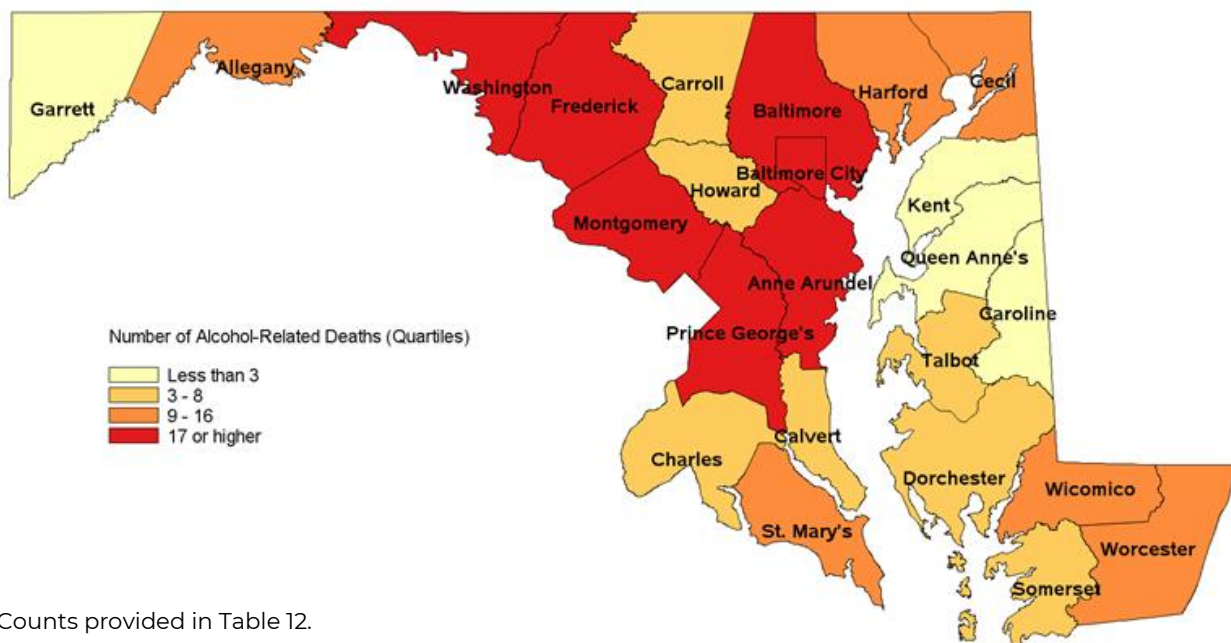 Allegany
Garrett
Washington
Frederick
Carroll
Baltimore
Harford
Cecil
Baltimore City
Howard
Kent
Montgomery
Queen Anne's
Anne Arundel
Caroline
Prince George's
Talbot
Number of Alcohol-Related Deaths (Quartiles)
Less than 3
3 - 8
9 - 16
17 or higher
Calvert
Charles
Dorchester
Wicomico
St. Mary's
Worcester
Somerset
Counts provided in Table 12.